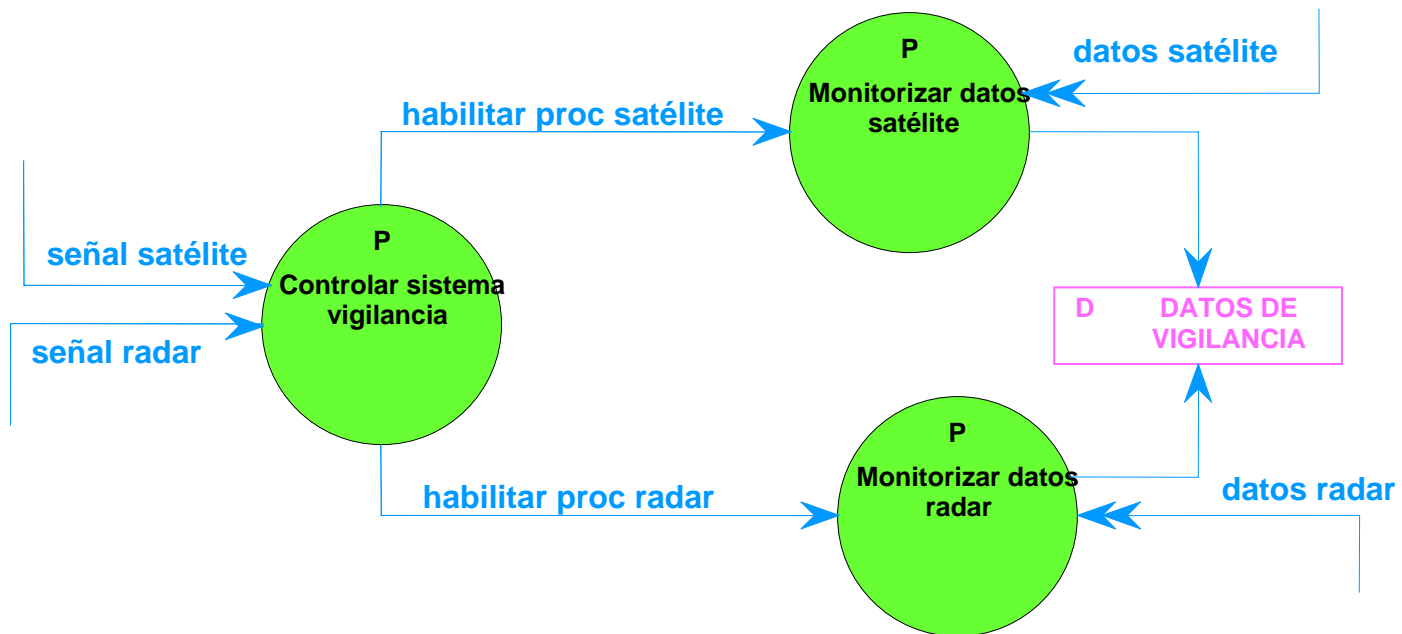 P
Monitorizar datos
satélite
datos satélite
habilitar proc satélite
señal satélite
P
Controlar sistema
vigilancia
señal radar
D DATOS DE
VIGILANCIA
P
Monitorizar datos
radar
habilitar proc radar
datos radar